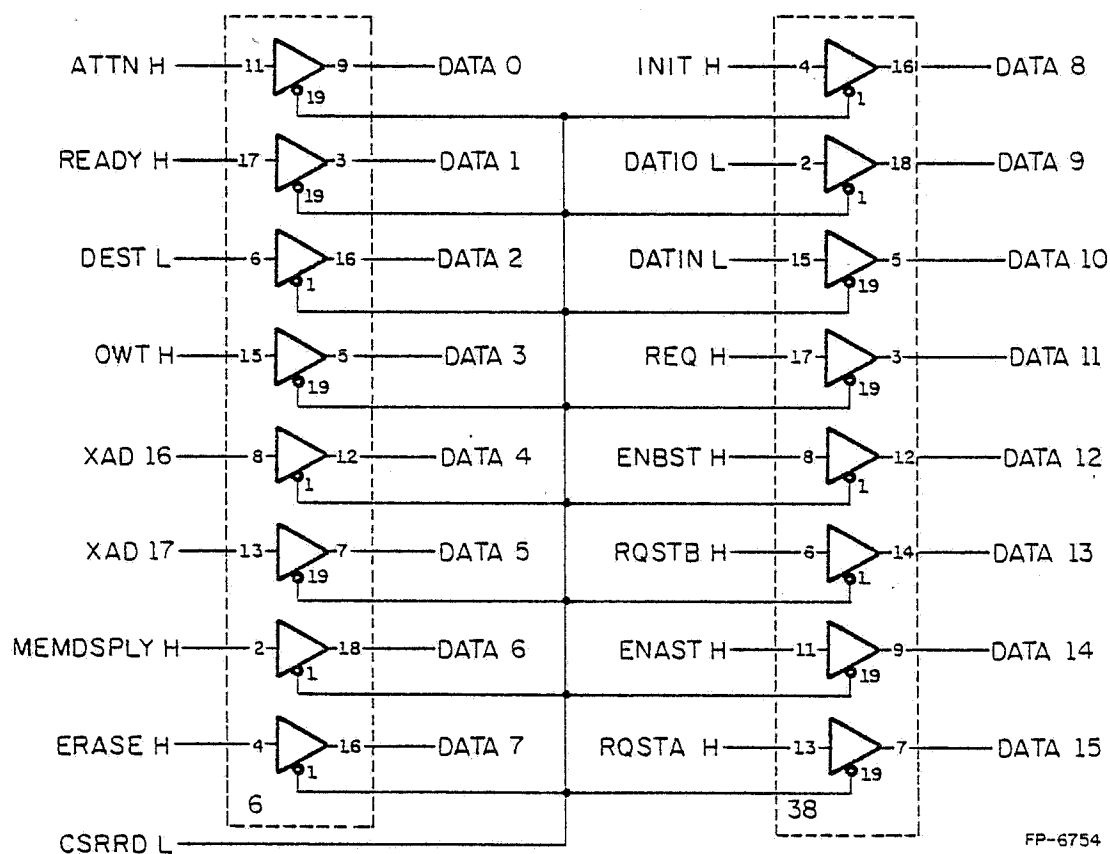 ATTN H 11 9 DATA 0 INIT H 4 16 DATA 8
19 1
READY H 17 3 DATA 1 DATIO L 2 18 DATA 9
19 1
DEST L 6 16 DATA 2 DATIN L 15 5 DATA 10
1 19
OWT H 15 5 DATA 3 REQ H 17 3 DATA 11
19 19
XAD 16 8 12 DATA 4 ENBST H 8 12 DATA 12
1 1
XAD 17 13 7 DATA 5 RQSTB H 6 14 DATA 13
19 1
MEMDSPLY H 2 18 DATA 6 ENAST H 11 9 DATA 14
1 19
ERASE H 4 16 DATA 7 RQSTA H 13 7 DATA 15
1 19
6 38
CSRRD L FP-6754